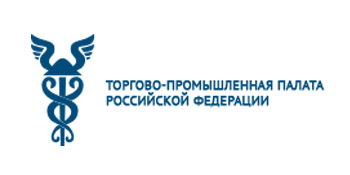 ТОРГОВО-ПРОМЫШЛЕННАЯ ПАЛАТА
РОССИЙСКОЙ ФЕДЕРАЦИИ